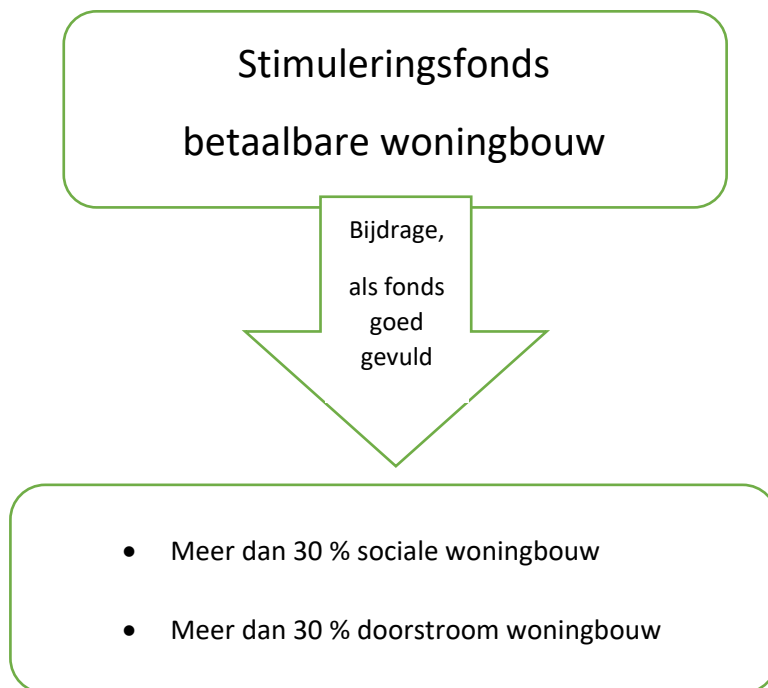 Stimuleringsfonds
betaalbare woningbouw
Bijdrage,
als fonds
goed
gevuld
• Meer dan 30 % sociale woningbouw
• Meer dan 30 % doorstroom woningbouw